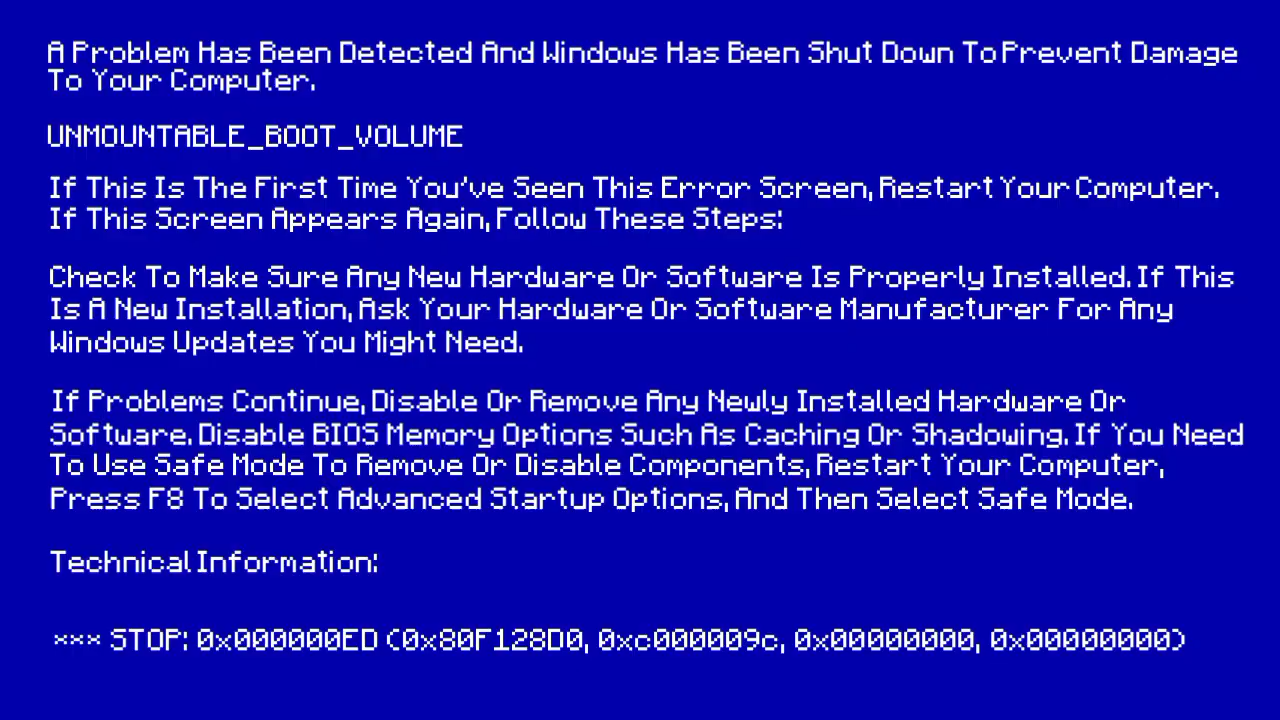 A Problem Has Been Detected And Windows Has Been Shut Down To Prevent Damage
To Your Computer.
UNMOUNTABLE_BOOT_VOLUME
If This Is The First Time You've Seen This Error Screen, Restart Your Computer.
If This Screen Appears Again, Follow These Steps:
Check To Make Sure Any New Hardware Or Software Is Properly Installed. If This
Is A New Installation, Ask Your Hardware Or Software Manufacturer For Any
Windows Updates You Might Need.
If Problems Continue, Disable Or Remove Any Newly Installed Hardware Or
Software. Disable BIOS Memory Options Such As Caching Or Shadowing. If You Need
To Use Safe Mode To Remove Or Disable Components, Restart Your Computer,
Press F8 To Select Advanced Startup Options, And Then Select Safe Mode.
Technical Information:
*** STOP: 0x000000ED (0x80F128D0, 0xc000009c, 0x00000000, 0x00000000)